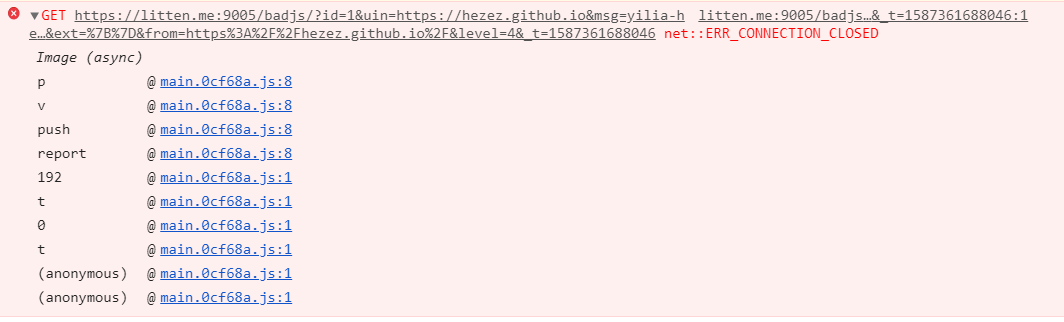 ▼GET https://litten.me:9005/badjs/?id=1&uin=https://hezez.github.io&msg=yilia-h litten.me:9005/badjs…&_t=1587361688046:1
e…&ext=%7B%7D&from=https%3A%2F%2Fhezez.github.io%2F&level=4&_t=1587361688046 net::ERR_CONNECTION_CLOSED
Image (async)
p @ main.0cf68a.js:8
v @ main.0cf68a.js:8
push @ main.0cf68a.js:8
report @ main.0cf68a.js:8
192 @ main.0cf68a.js:1
t @ main.0cf68a.js:1
0 @ main.0cf68a.js:1
t @ main.0cf68a.js:1
(anonymous) @ main.0cf68a.js:1
(anonymous) @ main.0cf68a.js:1